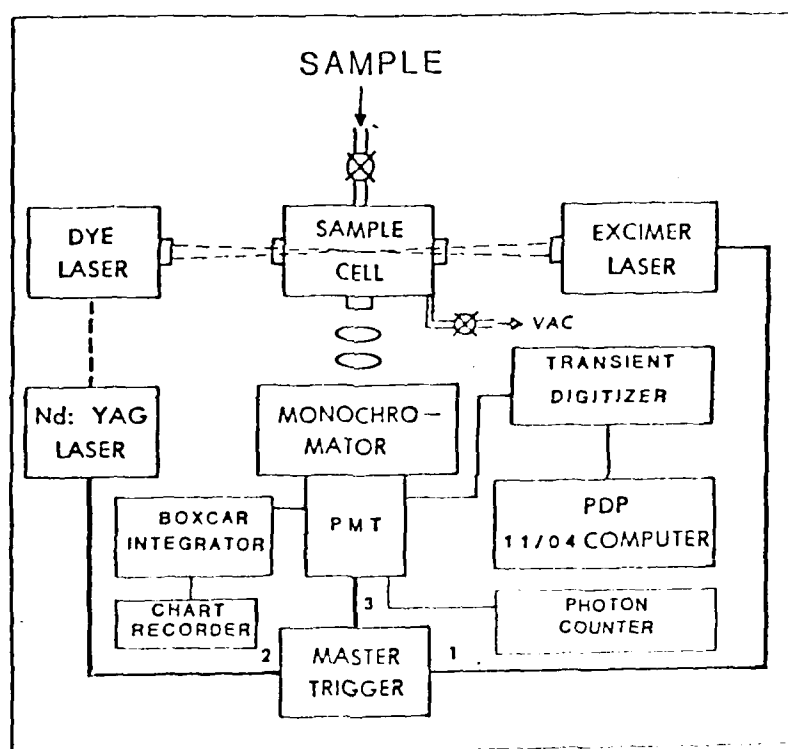 SAMPLE
DYE
LASER
SAMPLE
CELL
EXCIMER
LASER
VAC
Nd: YAG
LASER
MONOCHRO-
MATOR
TRANSIENT
DIGITIZER
BOXCAR
INTEGRATOR
PMT
PDP
11/04 COMPUTER
CHART
RECORDER
3
PHOTON
COUNTER
2
MASTER
TRIGGER
1